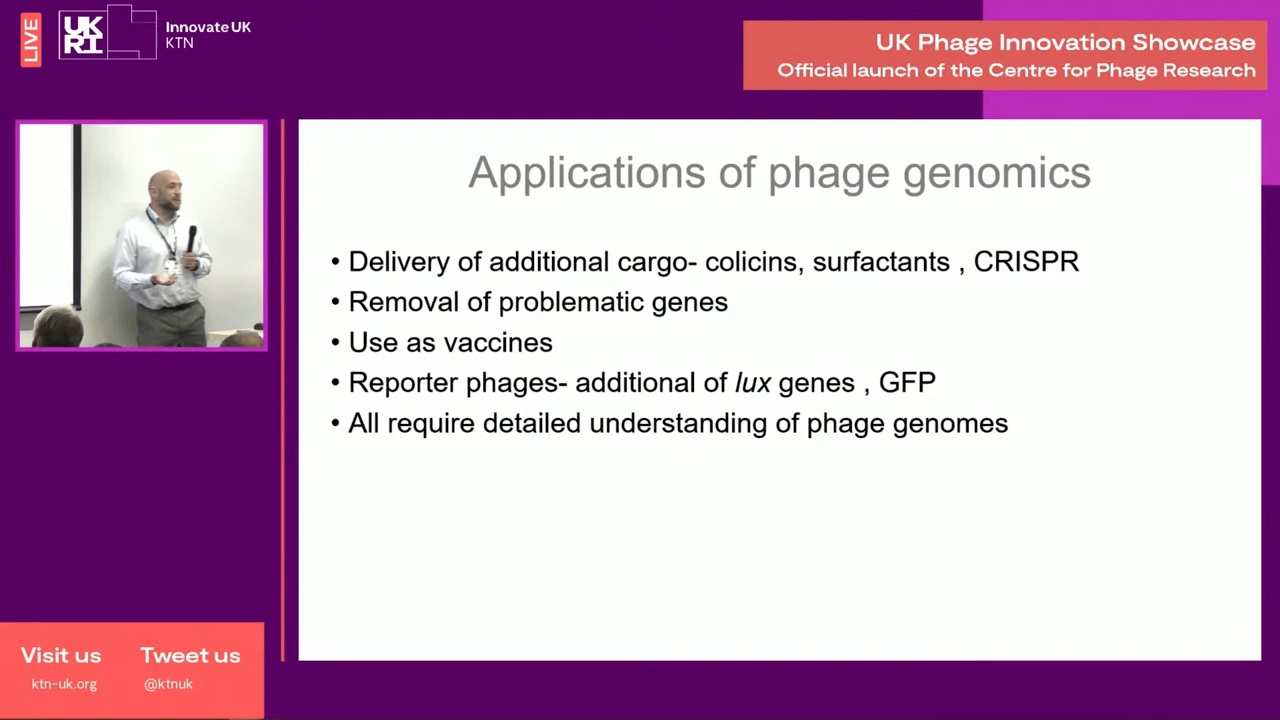 LIVE
UK
RI
Innovate UK
KTN
UK Phage Innovation Showcase
Official launch of the Centre for Phage Research
Applications of phage genomics
• Delivery of additional cargo- colicins, surfactants , CRISPR
• Removal of problematic genes
• Use as vaccines
• Reporter phages- additional of lux genes , GFP
• All require detailed understanding of phage genomes
Visit us
ktn-uk.org
Tweet us
@ktnuk